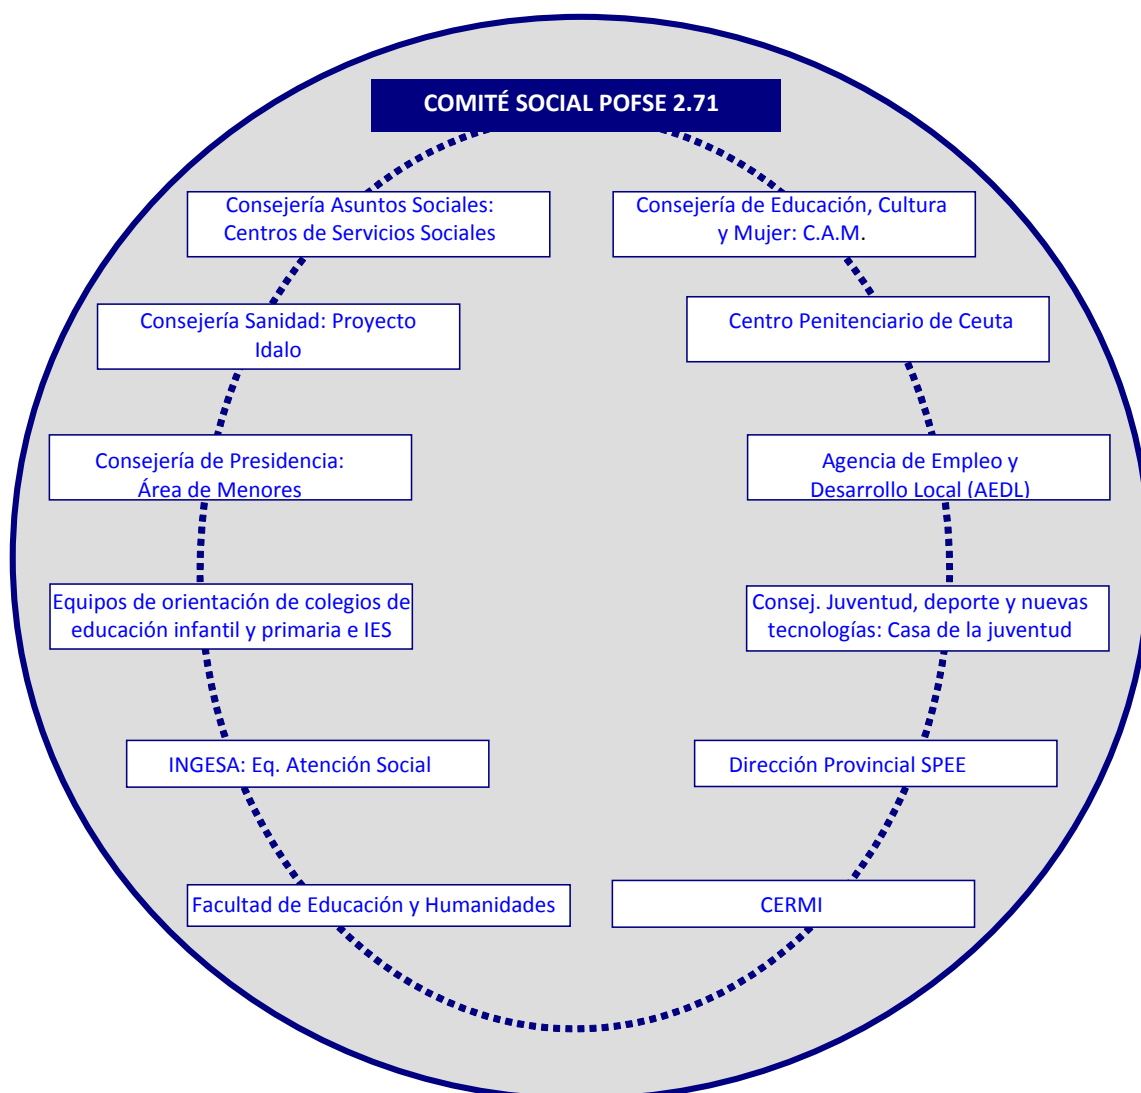 COMITÉ SOCIAL POFSE 2.71
Consejería Asuntos Sociales:
Centros de Servicios Sociales
Consejería de Educación, Cultura
y Mujer: C.A.M.
Consejería Sanidad: Proyecto
Idalo
Centro Penitenciario de Ceuta
Consejería de Presidencia:
Área de Menores
Agencia de Empleo y
Desarrollo Local (AEDL)
Equipos de orientación de colegios de
educación infantil y primaria e IES
Consej. Juventud, deporte y nuevas
tecnologías: Casa de la juventud
INGESA: Eq. Atención Social
Dirección Provincial SPEE
Facultad de Educación y Humanidades
CERMI